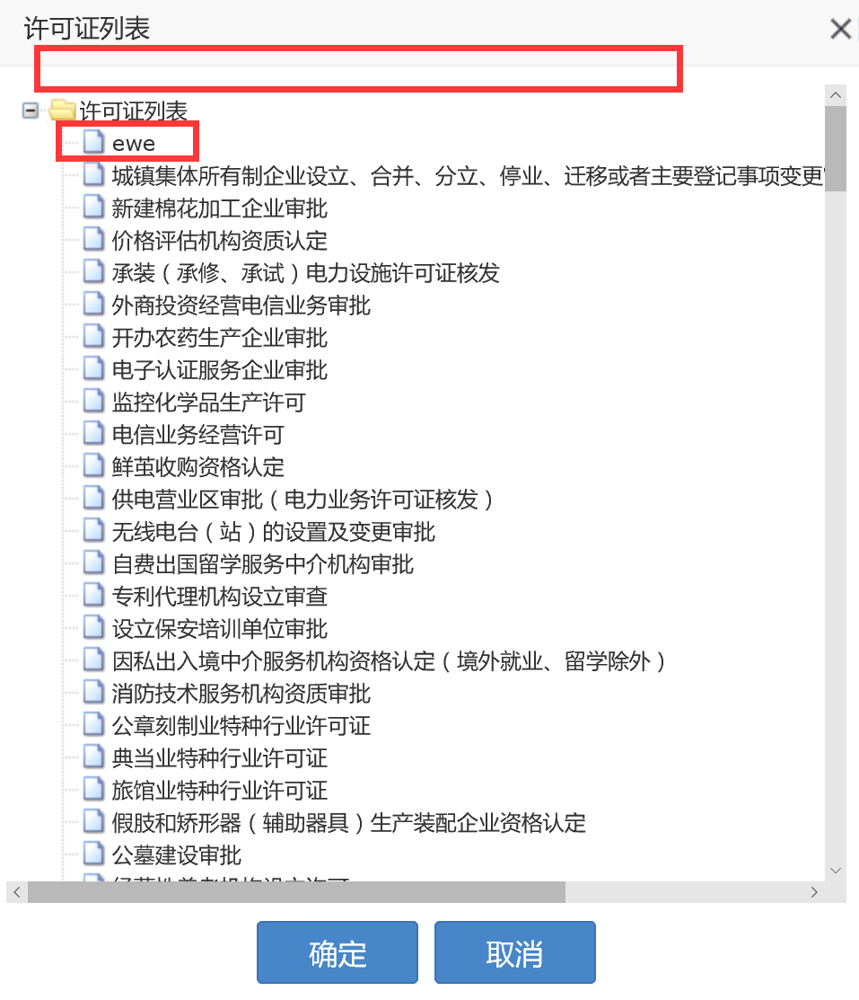 许可证列表
许可证列表
ewe
城镇集体所有制企业设立、合并、分立、停业、迁移或者主要登记事项变更
新建棉花加工企业审批
价格评估机构资质认定
承装（承修、承试）电力设施许可证核发
外商投资经营电信业务审批
开办农药生产企业审批
电子认证服务企业审批
监控化学品生产许可
电信业务经营许可
鲜茧收购资格认定
供电营业区审批（电力业务许可证核发）
无线电台（站）的设置及变更审批
自费出国留学服务中介机构审批
专利代理机构设立审查
设立保安培训单位审批
因私出入境中介服务机构资格认定（境外就业、留学除外）
消防技术服务机构资质审批
公章刻制业特种行业许可证
典当业特种行业许可证
旅馆业特种行业许可证
假肢和矫形器（辅助器具）生产装配企业资格认定
公墓建设审批
确定 取消